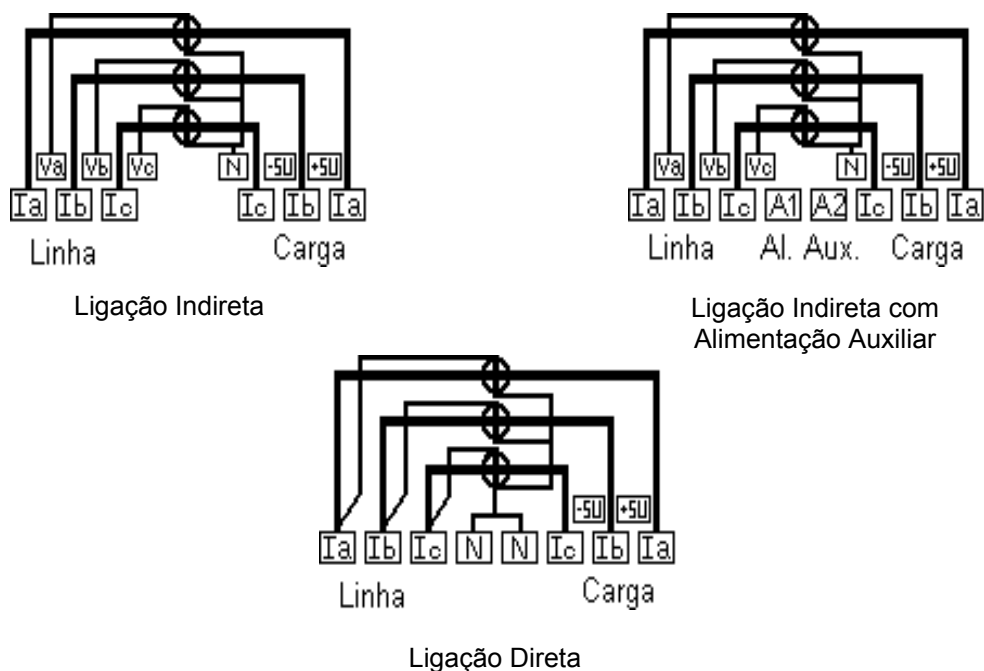 Va Vb Vc N -5U +5U
Ia Ib Ic Ic Ib Ia
Linha Carga
Ligação Indireta
Va Vb Vc N -5U +5U
Ia Ib Ic A1 A2 Ic Ib Ia
Linha Al. Aux. Carga
Ligação Indireta com
Alimentação Auxiliar
-5U +5U
Ia Ib Ic N N Ic Ib Ia
Linha Carga
Ligação Direta